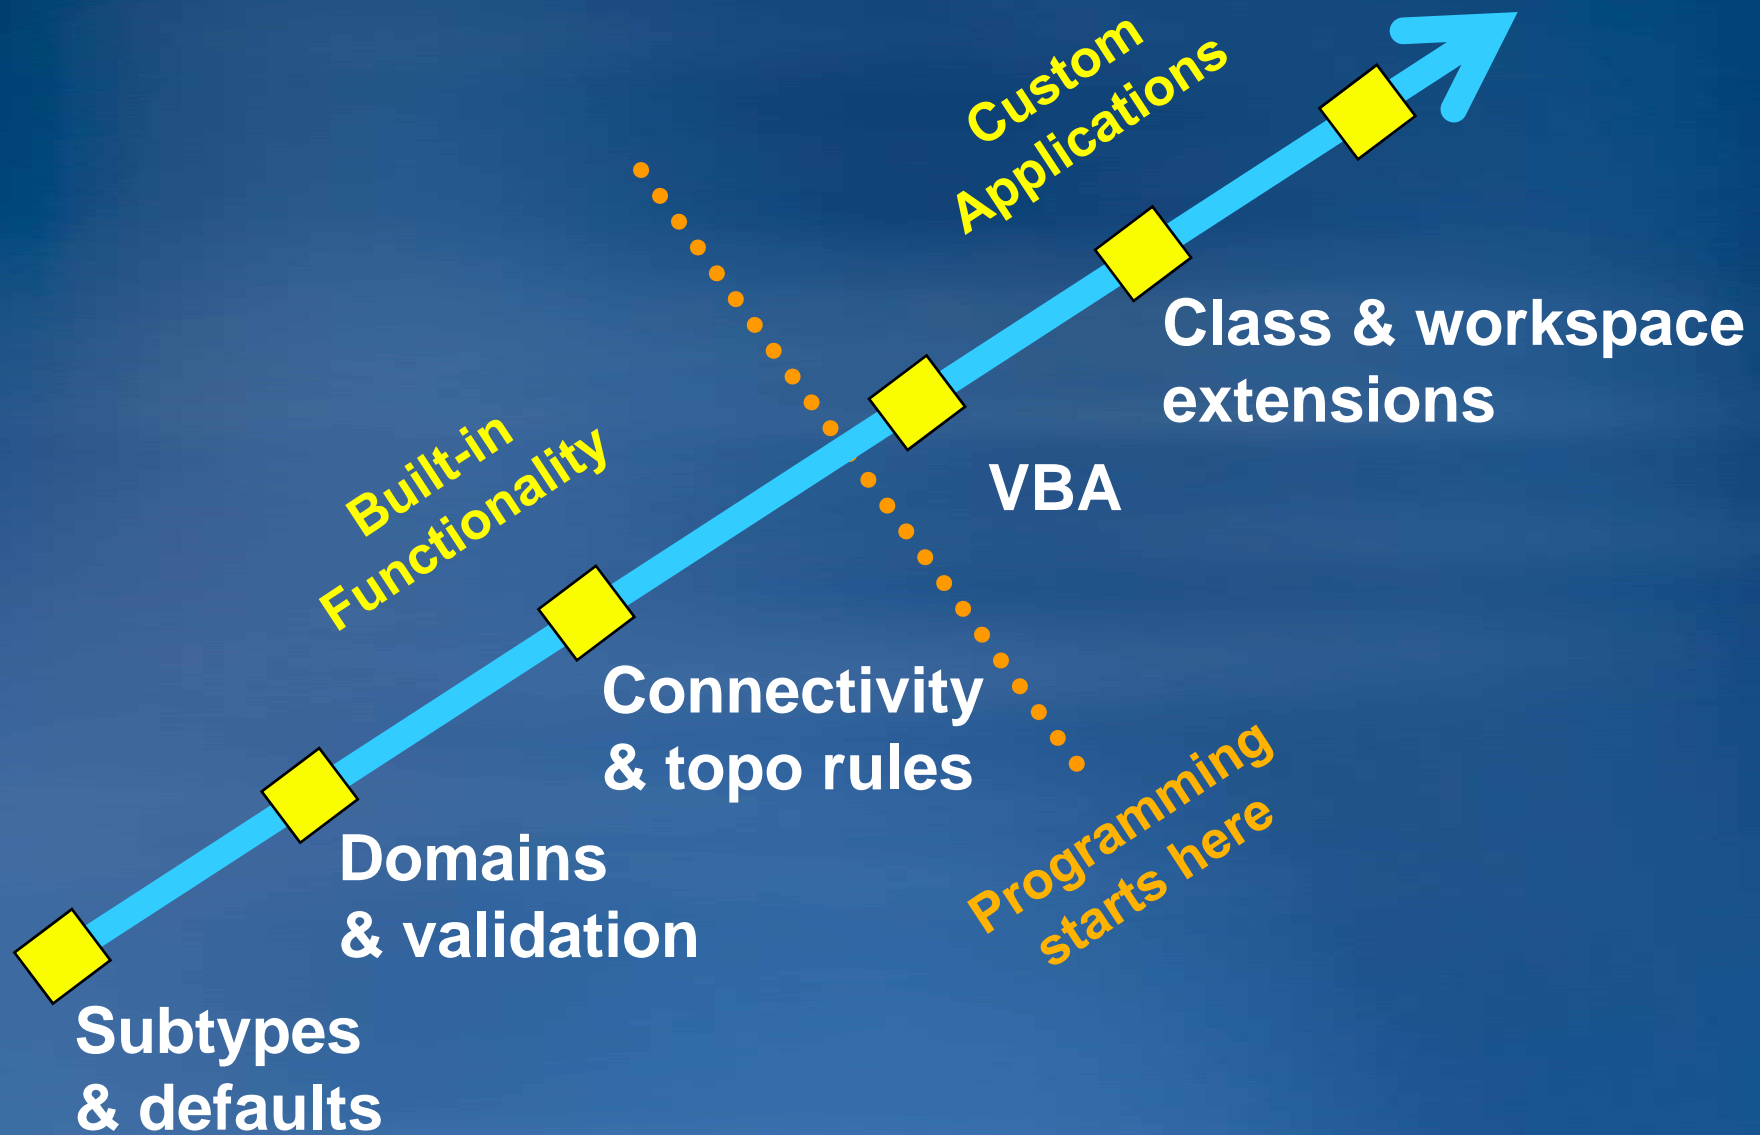 Custom
Applications
Class & workspace
extensions
Built-in
Functionality
VBA
Connectivity
& topo rules
Programming
starts here
Domains
& validation
Subtypes
& defaults